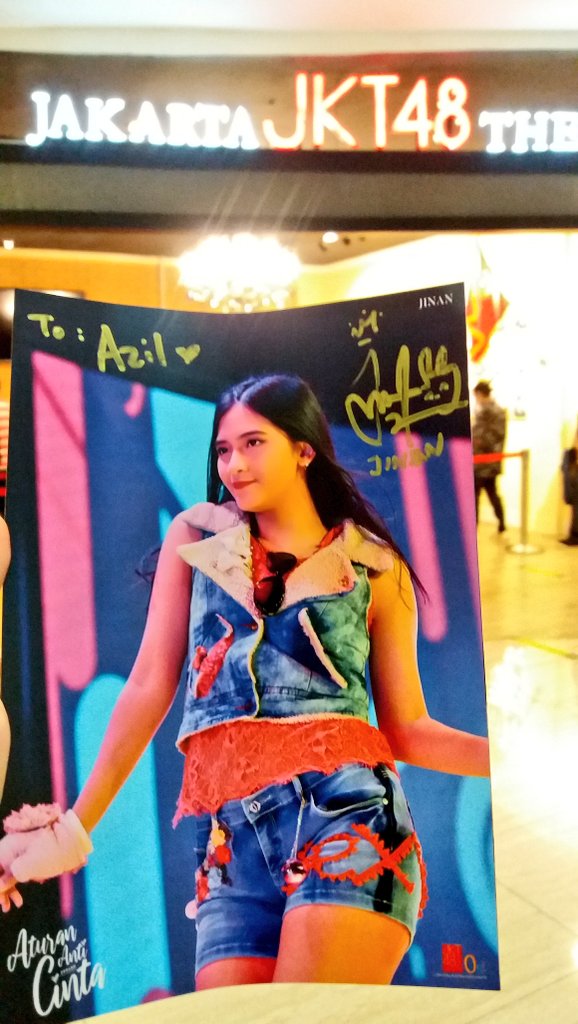 JAKARTA JKT48 THE
JINAN
To : Azil
JINAN
Aturan
Anti
Cinta